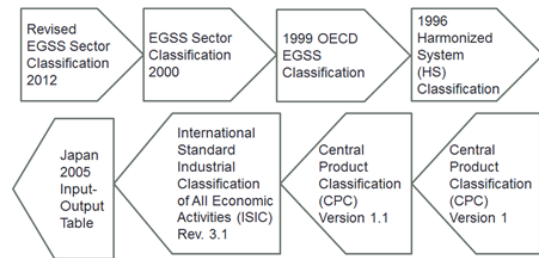 Revised
EGSS Sector
Classification
2012
EGSS Sector
Classification
2000
1999 OECD
EGSS
Classification
1996
Harmonized
System
(HS)
Classification
Japan
2005
Input-
Output
Table
International
Standard
Industrial
Classification
of All Economic
Activities (ISIC)
Rev. 3.1
Central
Product
Classification
(CPC)
Version 1.1
Central
Product
Classification
(CPC)
Version 1